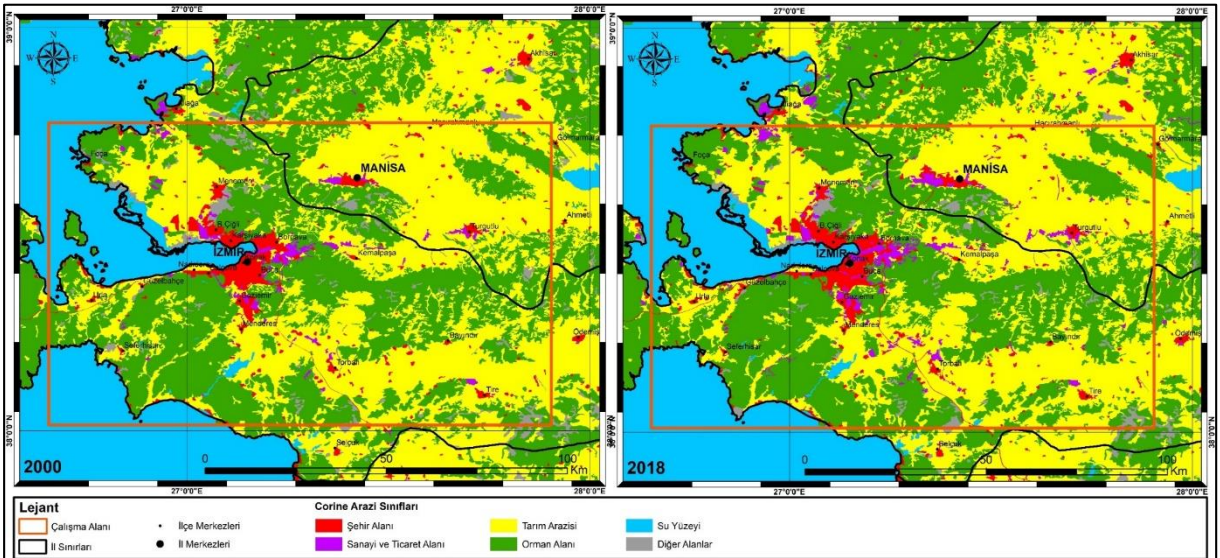 27°0'0"E
28°0'0"E
39°0'0"N
N
W
E
S
Akhisar
Aliağa
Hacırahmanlı
Gölmarmara
Foça
MANİSA
Menemen
Ahmetli
Turgutlu
Çiğli
Bornova
İZMİR
Kemalpaşa
Buca
Güzelbahçe
Urla
Gaziemir
Menderes
Seferihisar
Bayındır
Ödemiş
Torbalı
Tire
Selçuk
38°0'0"N
2000
0
50
100
Km
27°0'0"E
28°0'0"E
27°0'0"E
28°0'0"E
39°0'0"N
N
W
E
S
Akhisar
Aliağa
Hacırahmanlı
Gölmarmara
Foça
MANİSA
Menemen
Ahmetli
Turgutlu
Çiğli
Bornova
İZMİR
Kemalpaşa
Buca
Güzelbahçe
Urla
Gaziemir
Menderes
Seferihisar
Bayındır
Ödemiş
Torbalı
Tire
Selçuk
38°0'0"N
2018
0
50
100
Km
27°0'0"E
28°0'0"E
Lejant
Çalışma Alanı
İl Sınırları
İlçe Merkezleri
İl Merkezleri
Corine Arazi Sınıfları
Şehir Alanı
Sanayi ve Ticaret Alanı
Tarım Arazisi
Orman Alanı
Su Yüzeyi
Diğer Alanlar